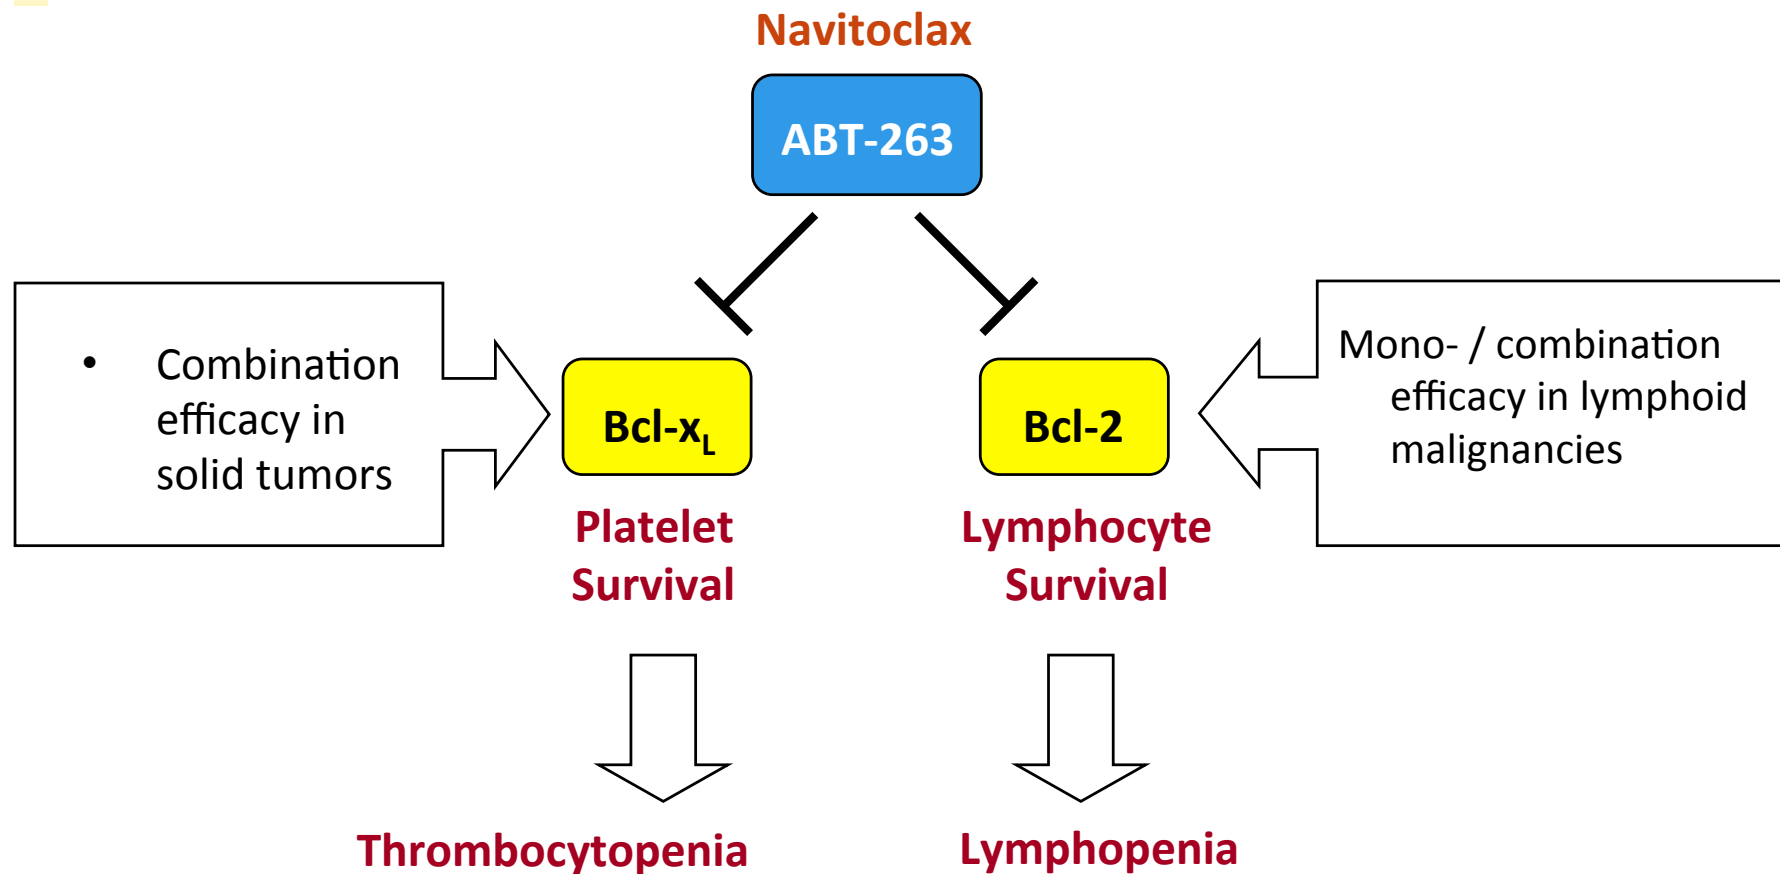 Navitoclax
ABT-263
• Combination
efficacy in
solid tumors
Bcl-xL
Bcl-2
Mono- / combination
efficacy in lymphoid
malignancies
Platelet
Survival
Lymphocyte
Survival
Thrombocytopenia
Lymphopenia